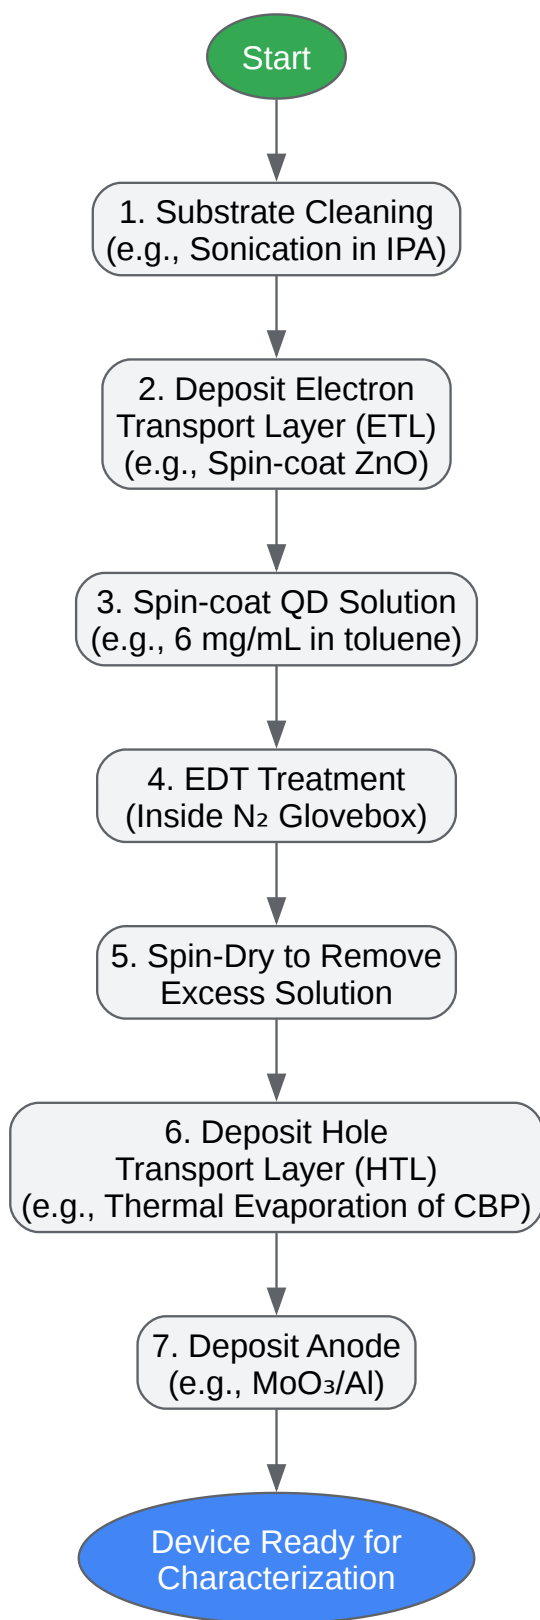 Start
1. Substrate Cleaning
(e.g., Sonication in IPA)
2. Deposit Electron
Transport Layer (ETL)
(e.g., Spin-coat ZnO)
3. Spin-coat QD Solution
(e.g., 6 mg/mL in toluene)
4. EDT Treatment
(Inside N₂ Glovebox)
5. Spin-Dry to Remove
Excess Solution
6. Deposit Hole
Transport Layer (HTL)
(e.g., Thermal Evaporation of CBP)
7. Deposit Anode
(e.g., MoO₃/Al)
Device Ready for
Characterization